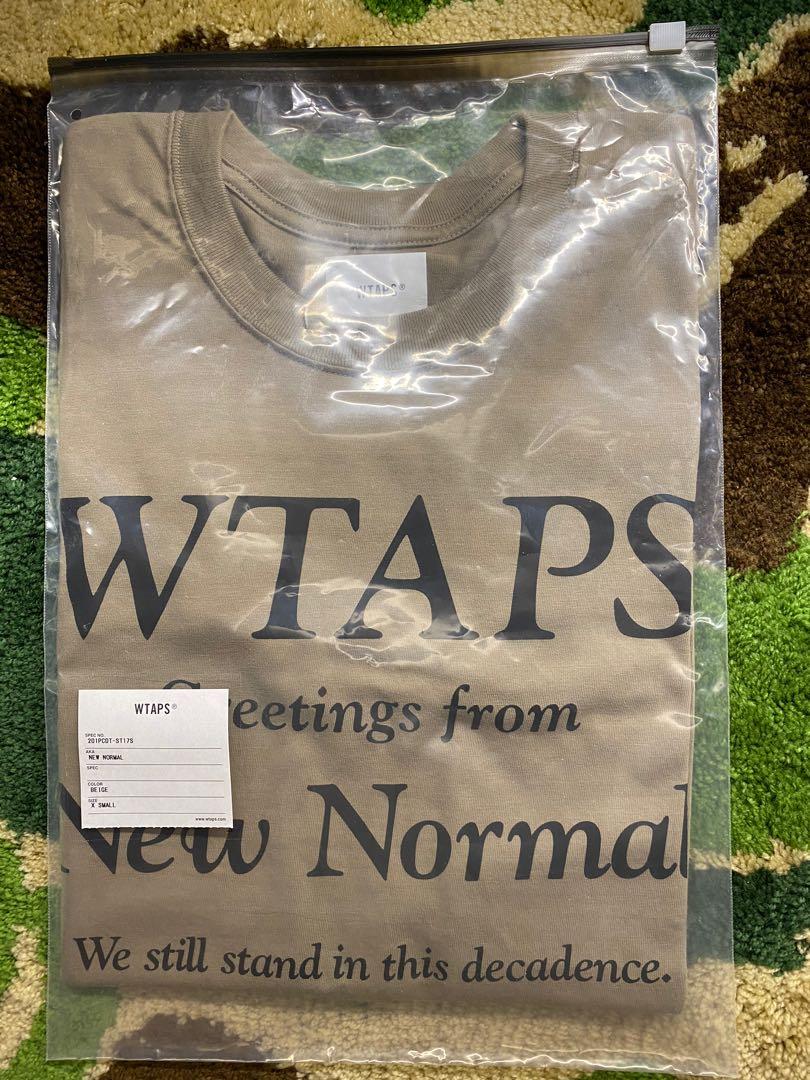 WTAPS®
WTAPS
Greetings from
New Normal
We still stand in this decadence.
WTAPS®
SPEC NO.
201PCDT-ST17S
AKA
NEW NORMAL
SPEC
COLOR
BEIGE
SIZE
X SMALL
www.wtaps.com